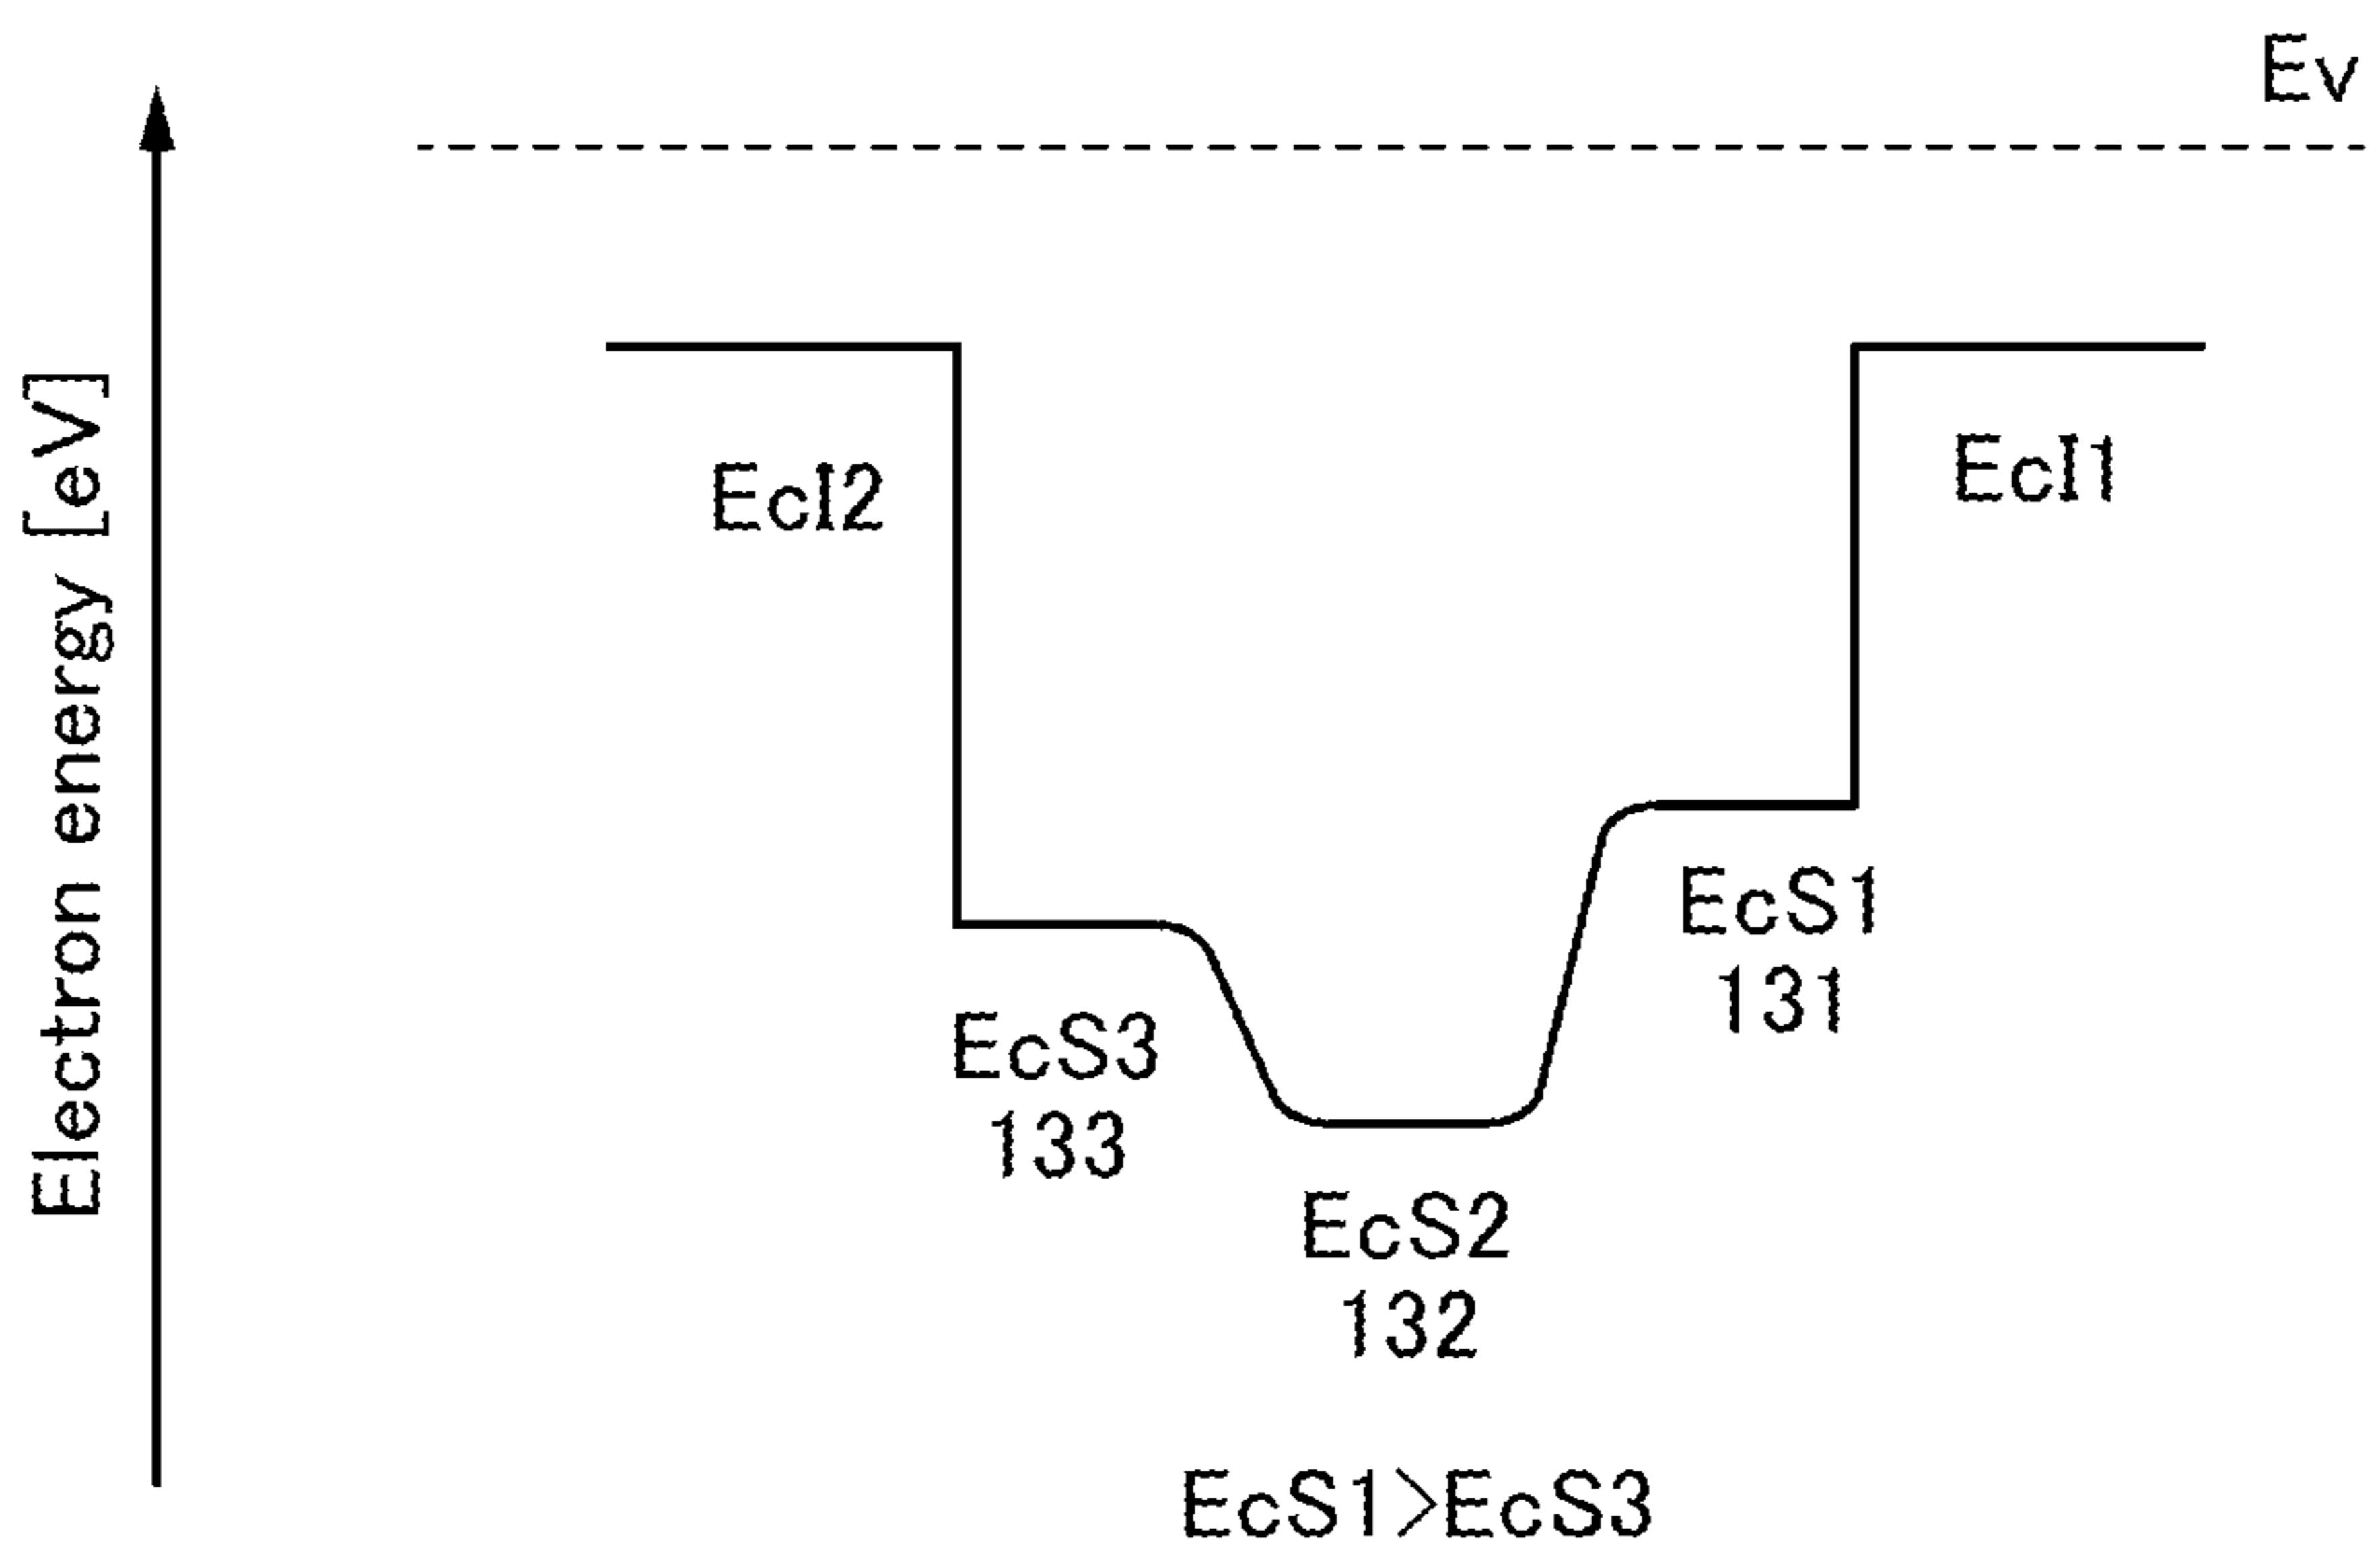 Ev
Electron energy [eV]
EcI2
EcI1
EcS1
131
EcS3
133
EcS2
132
EcS1>EcS3